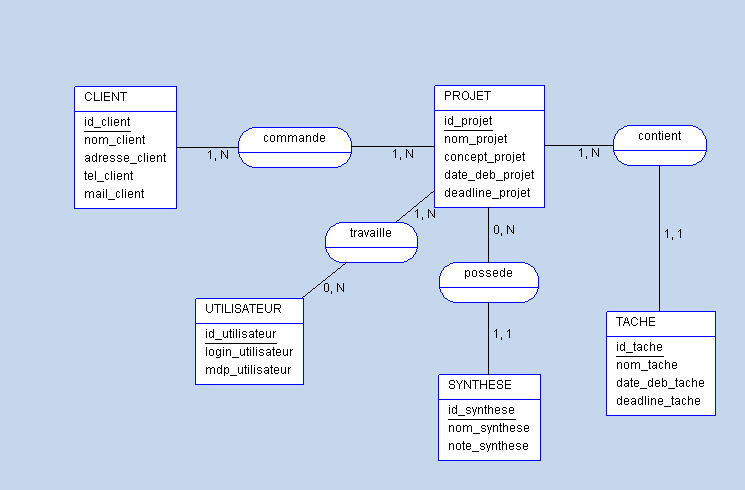 CLIENT
id_client
nom_client
adresse_client
tel_client
mail_client
1, N
commande
1, N
PROJET
id_projet
nom_projet
concept_projet
date_deb_projet
deadline_projet
1, N
contient
1, 1
1, N
travaille
0, N
0, N
possede
1, 1
UTILISATEUR
id_utilisateur
login_utilisateur
mdp_utilisateur
SYNTHESE
id_synthese
nom_synthese
note_synthese
TACHE
id_tache
nom_tache
date_deb_tache
deadline_tache